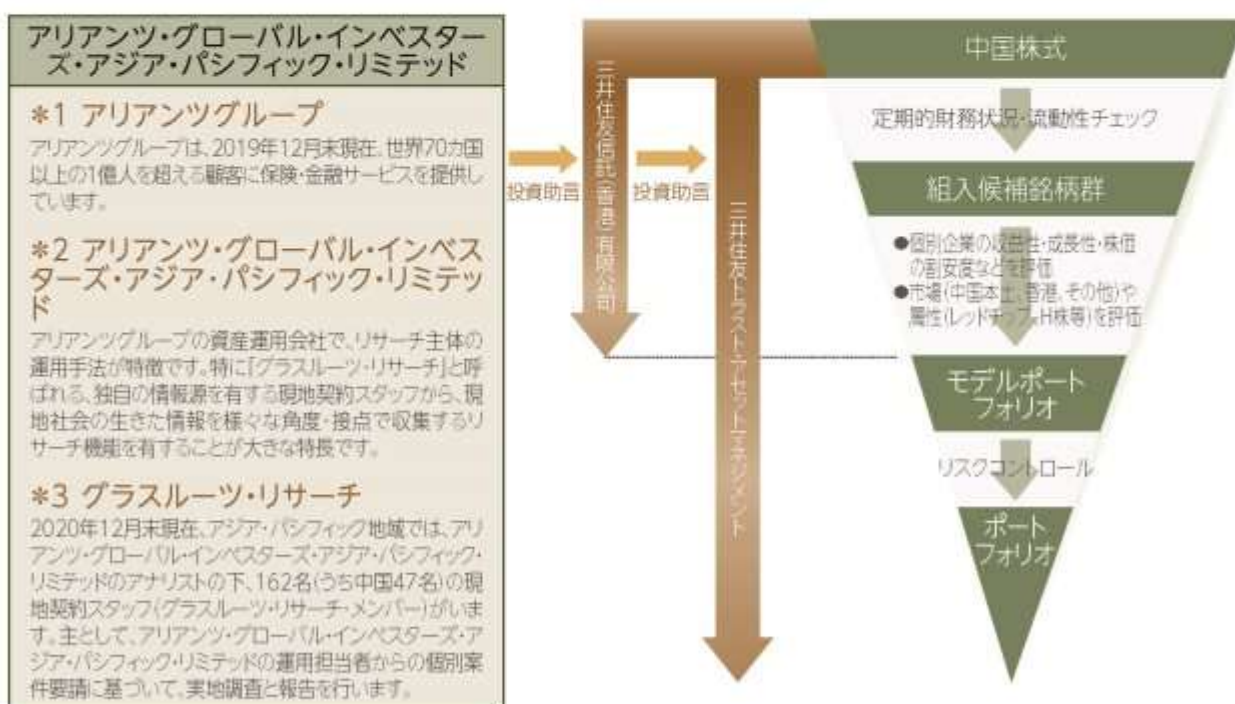 アリアンツ・グローバル・インベスター
ズ・アジア・パシフィック・リミテッド
*1 アリアンツグループ
アリアンツグループは、2019年12月末現在、世界70カ国
以上の1億人を超える顧客に保険・金融サービスを提供し
ています。
*2 アリアンツ・グローバル・インベス
ターズ・アジア・パシフィック・リミテッ
ド
アリアンツグループの資産運用会社で、リサーチ主体の
運用手法が特徴です。特に「グラスルーツ・リサーチ」と呼
ばれる、独自の情報源を有する現地契約スタッフから、現
地社会の生きた情報を様々な角度・接点で収集するリ
サーチ機能を有することが大きな特長です。
*3 グラスルーツ・リサーチ
2020年12月末現在、アジア・パシフィック地域では、アリ
アンツ・グローバル・インベスターズ・アジア・パシフィック・
リミテッドのアナリストの下、162名(うち中国47名)の現
地契約スタッフ(グラスルーツ・リサーチ・メンバー)がいま
す。主として、アリアンツ・グローバル・インベスターズ・ア
ジア・パシフィック・リミテッドの運用担当者からの個別案
件要請に基づいて、実地調査と報告を行います。
投資助言
三井住友信託(香港)有限公司
投資助言
三井住友トラスト・アセットマネジメント
中国株式
定期的財務状況・流動性チェック
組入候補銘柄群
●個別企業の収益性・成長性・株価
の割安度などを評価
●市場(中国本土、香港、その他)や
属性(レッドチップ、H株等)を評価
モデルポート
フォリオ
リスクコントロール
ポート
フォリオ